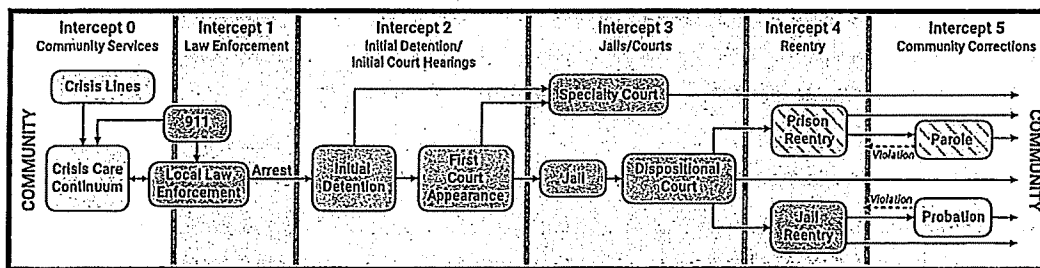 Intercept 0
Community Services
Intercept 1
Law Enforcement
Intercept 2
Initial Detention/
Initial Court Hearings
Intercept 3
Jails/Courts
Intercept 4
Reentry
Intercept 5
Community Corrections
COMMUNITY
Crisis Lines
911
Crisis Care
Continuum
Local Law
Enforcement
Arrest
Initial
Detention
First
Court
Appearance
Specialty Court
Jail
Dispositional
Court
Prison
Reentry
Violation
Parole
Jail
Reentry
Violation
Probation
COMMUNITY